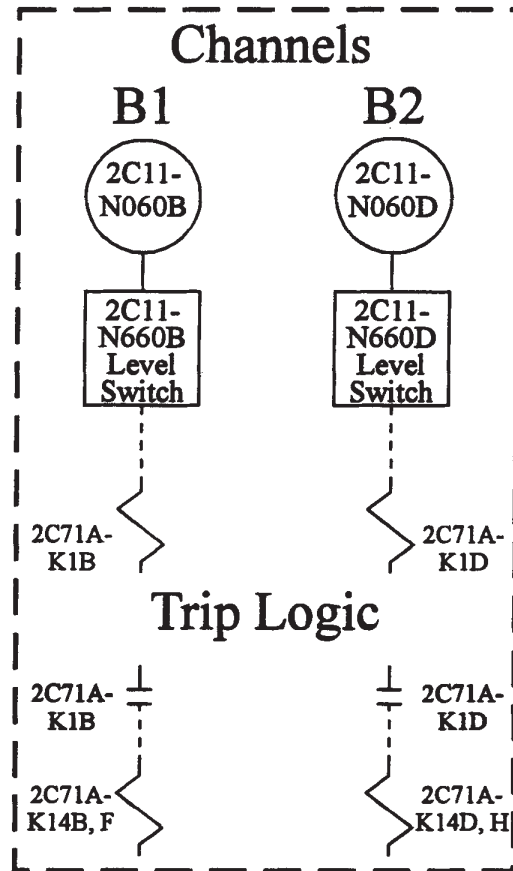 Channels
B1
B2
2C11-
N060B
2C11-
N060D
2C11-
N660B
Level
Switch
2C11-
N660D
Level
Switch
2C71A-
K1B
2C71A-
K1D
Trip Logic
2C71A-
K1B
2C71A-
K1D
2C71A-
K14B, F
2C71A-
K14D, H